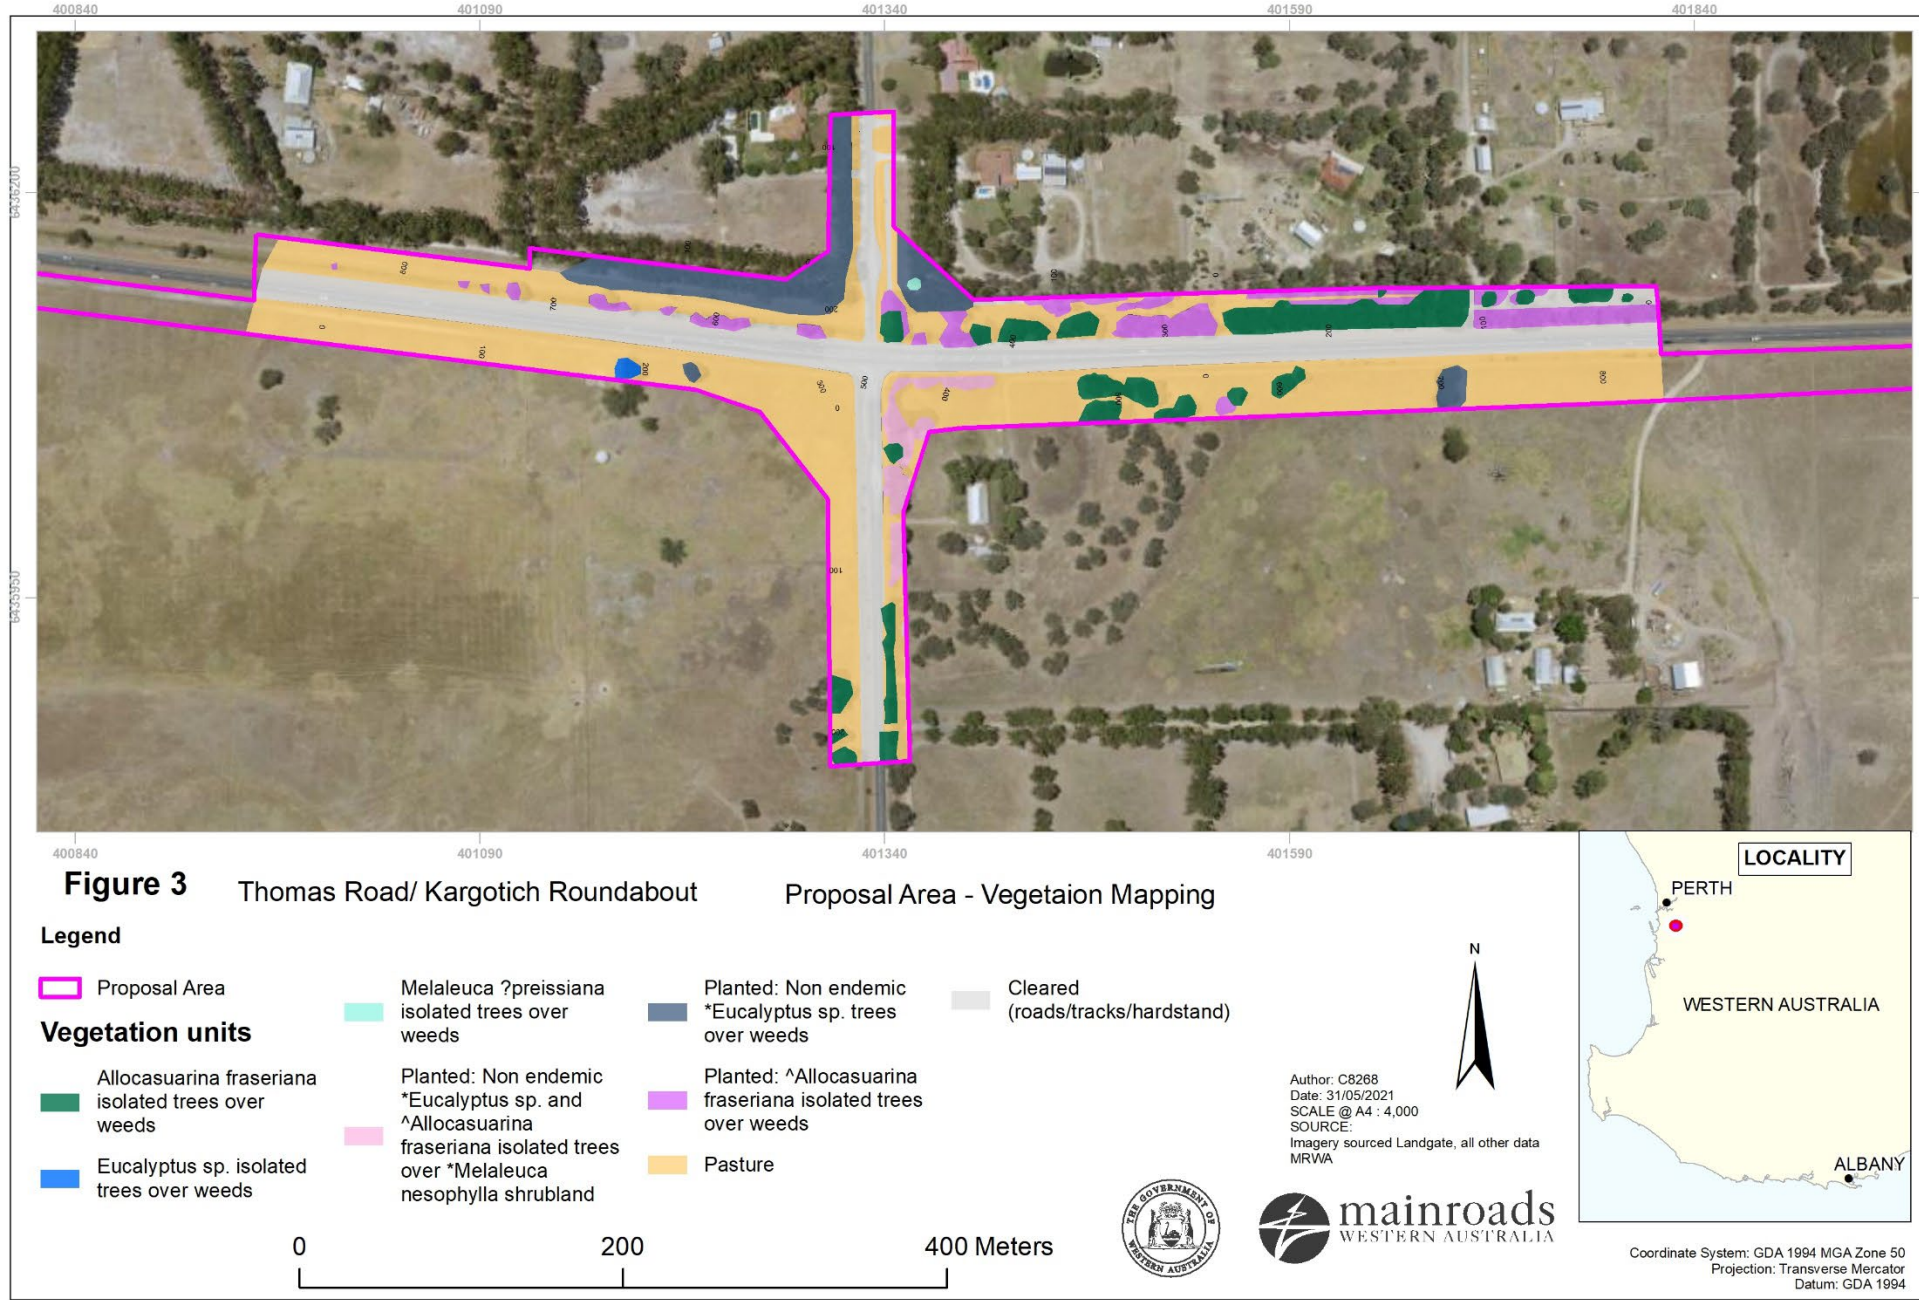 400840
401090
401340
401590
401840
6436200
6435950
400840
401090
401340
401590
Figure 3
Thomas Road/ Kargotich Roundabout
Proposal Area - Vegetaion Mapping
Legend
Proposal Area
Vegetation units
Allocasuarina fraseriana
isolated trees over
weeds
Eucalyptus sp. isolated
trees over weeds
Melaleuca ?preissiana
isolated trees over
weeds
Planted: Non endemic
*Eucalyptus sp. and
^Allocasuarina
fraseriana isolated trees
over *Melaleuca
nesophylla shrubland
Planted: Non endemic
*Eucalyptus sp. trees
over weeds
Planted: ^Allocasuarina
fraseriana isolated trees
over weeds
Pasture
Cleared
(roads/tracks/hardstand)
0 200 400 Meters
N
Author: C8268
Date: 31/05/2021
SCALE @ A4 : 4,000
SOURCE:
Imagery sourced Landgate, all other data
MRWA
THE GOVERNMENT OF
WESTERN AUSTRALIA
mainroads
WESTERN AUSTRALIA
LOCALITY
PERTH
WESTERN AUSTRALIA
ALBANY
Coordinate System: GDA 1994 MGA Zone 50
Projection: Transverse Mercator
Datum: GDA 1994